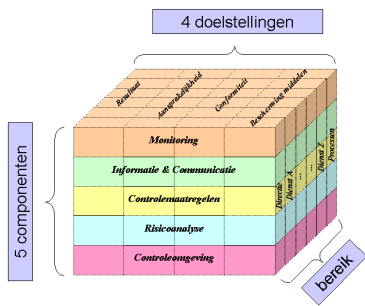 4 doelstellingen
Resultaat
Aansprakelijkheid
Conformiteit
Bescherming middelen
5 componenten
Monitoring
Informatie & Communicatie
Controlemaatregelen
Risicoanalyse
Controleomgeving
Directie
Dienst A
...
...
Dienst Z
Processen
bereik